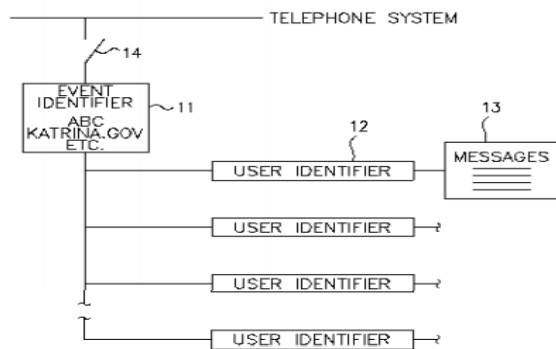 TELEPHONE SYSTEM
14
EVENT
IDENTIFIER
ABC
KATRINA.GOV
ETC.
11
12
13
USER IDENTIFIER
MESSAGES
USER IDENTIFIER
USER IDENTIFIER
USER IDENTIFIER